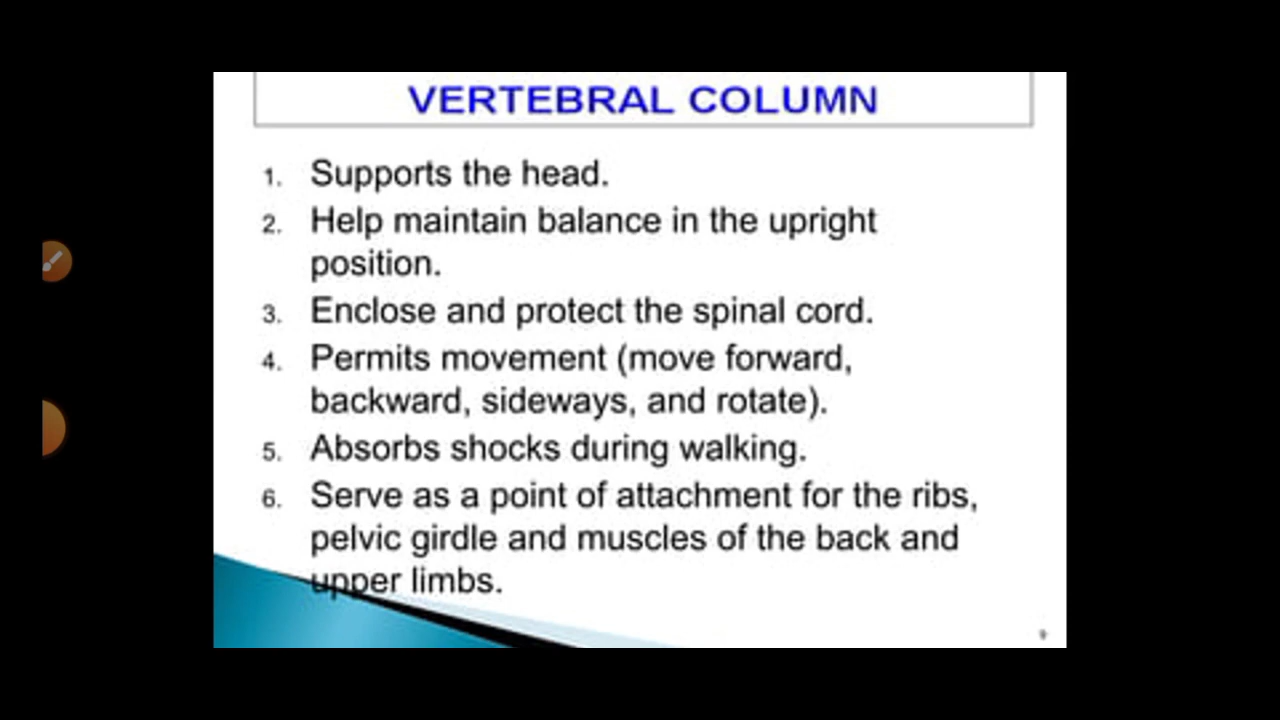 VERTEBRAL COLUMN
1. Supports the head.
2. Help maintain balance in the upright
position.
3. Enclose and protect the spinal cord.
4. Permits movement (move forward,
backward, sideways, and rotate).
5. Absorbs shocks during walking.
6. Serve as a point of attachment for the ribs,
pelvic girdle and muscles of the back and
upper limbs.